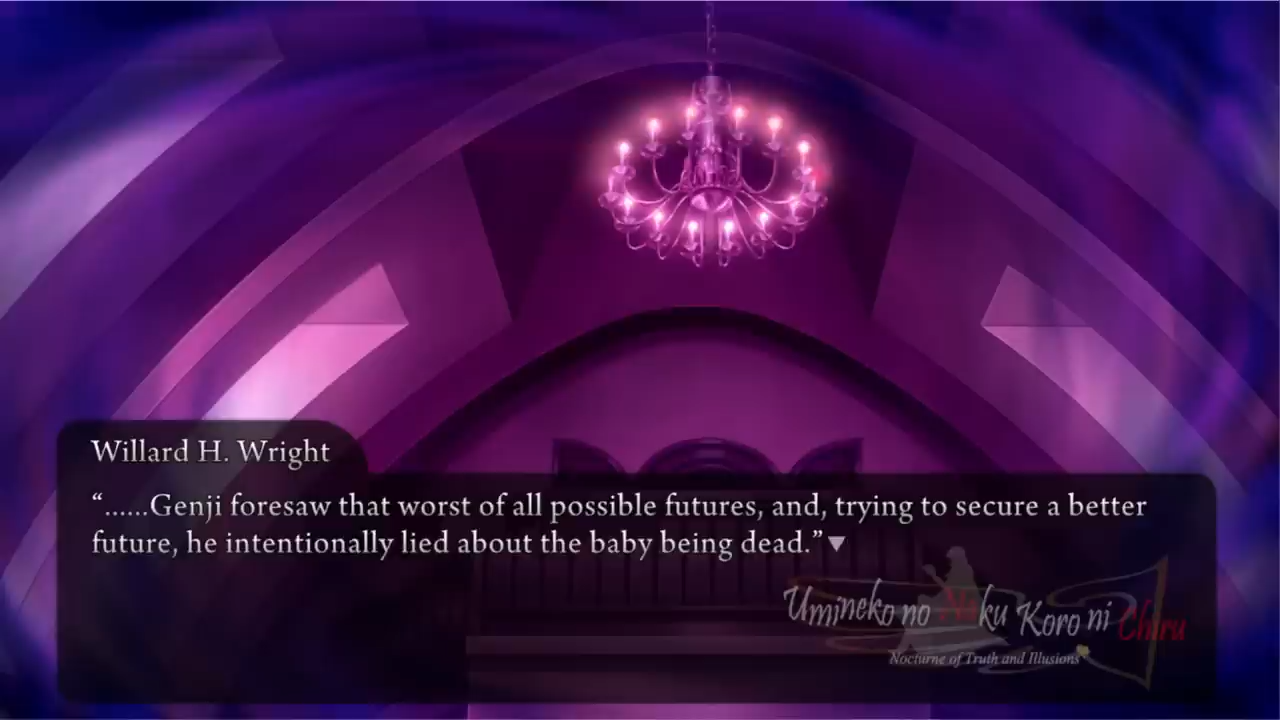 Willard H. Wright
“......Genji foresaw that worst of all possible futures, and, trying to secure a better
future, he intentionally lied about the baby being dead.”
Umineko no Naku Koro ni Chiru
Nocturne of Truth and Illusions